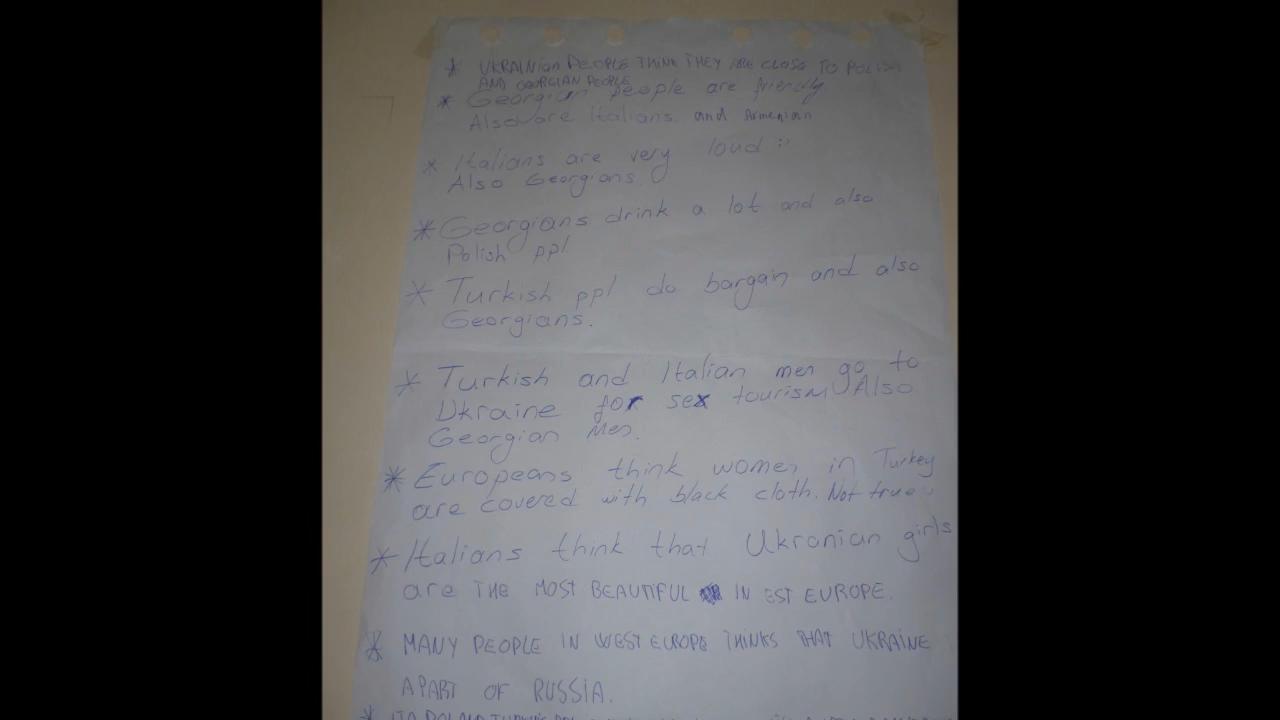 * UKRAINian PEOPLE THINK THEY ARE CLOSE TO POLISH
AND GEORGIAN PEOPLE
* Georgian people are friendly
Also are Italians and Armenian
* Italians are very loud :)
Also Georgians
* Georgians drink a lot and also
Polish ppl
* Turkish ppl do bargain and also
Georgians.
* Turkish and Italian men go to
Ukraine for sex tourism Also
Georgian Men.
* Europeans think women in Turkey
are covered with black cloth. Not true
* Italians think that Ukranian girls
are THE MOST BEAUTIFUL IN EST EUROPE.
* MANY PEOPLE IN WEST EUROPE THINKS THAT UKRAINE
APART OF RUSSIA.
*